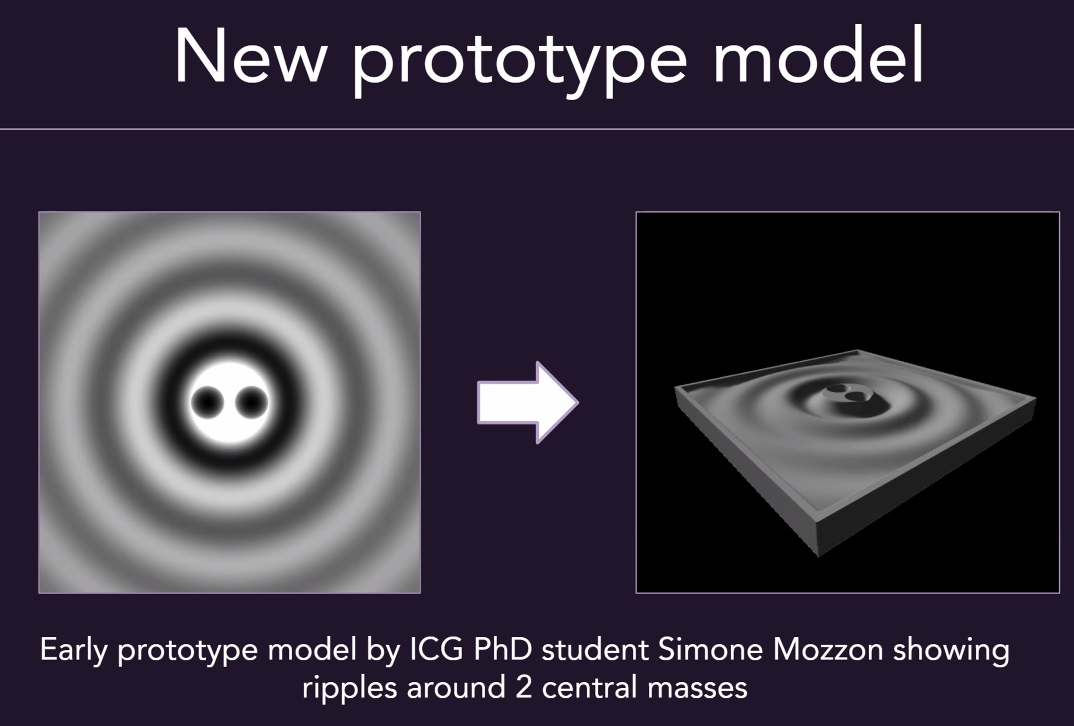 New prototype model
Early prototype model by ICG PhD student Simone Mozzon showing
ripples around 2 central masses